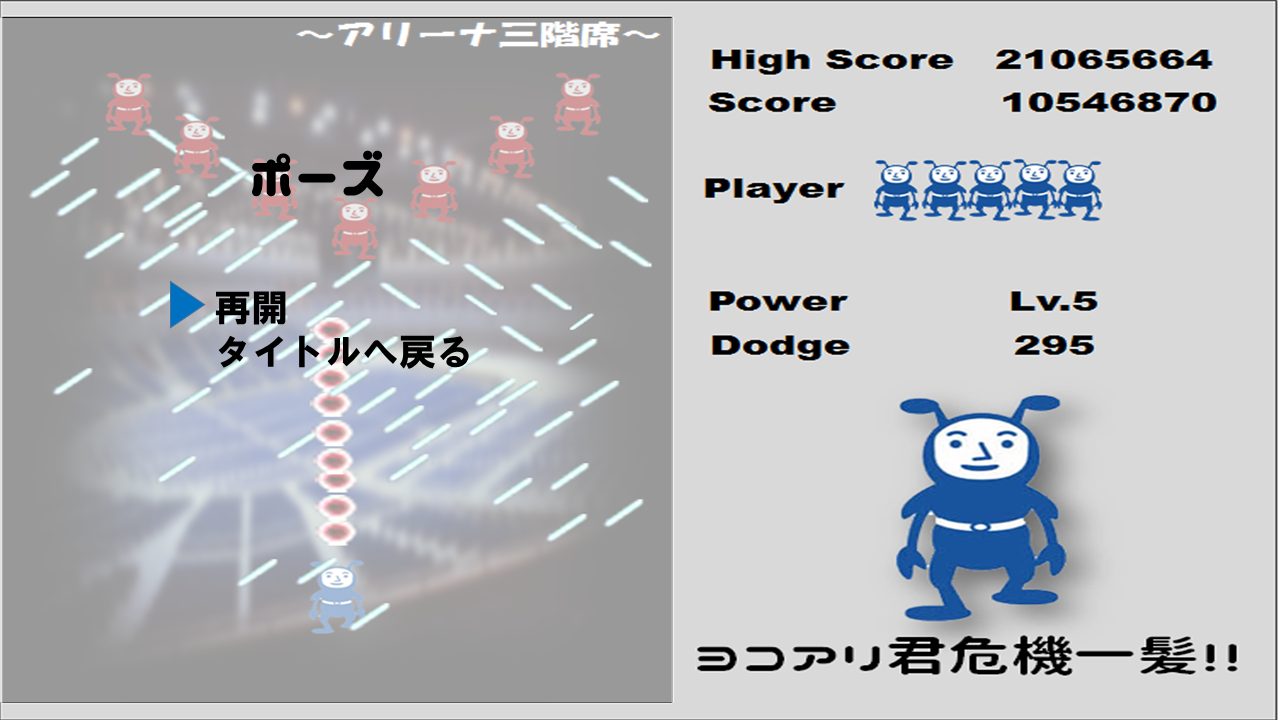 ～アリーナ三階席～
ポーズ
再開
タイトルへ戻る
High Score 21065664
Score 10546870
Player
Power Lv.5
Dodge 295
ヨコアリ君危機一髪!!